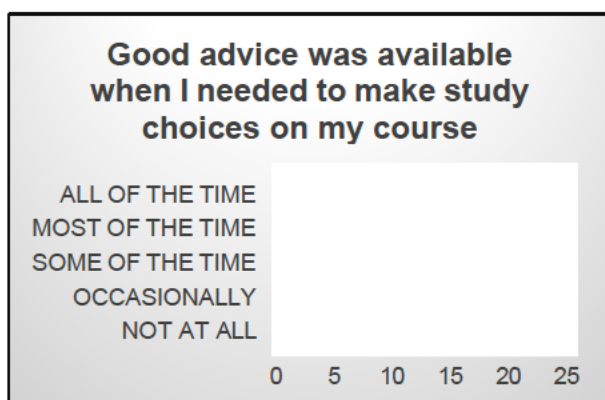 Good advice was available
when I needed to make study
choices on my course
ALL OF THE TIME
MOST OF THE TIME
SOME OF THE TIME
OCCASIONALLY
NOT AT ALL
0 5 10 15 20 25